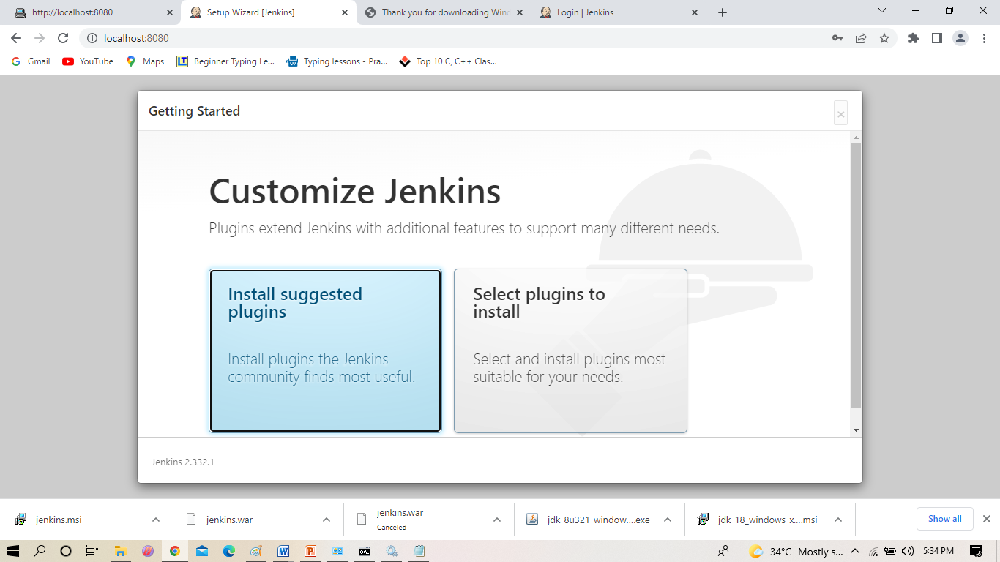 http://localhost:8080
Setup Wizard [Jenkins]
Thank you for downloading Wind
Login | Jenkins
localhost:8080
Gmail
YouTube
Maps
Beginner Typing Le...
Typing lessons - Pra...
Top 10 C, C++ Clas...
Getting Started
Customize Jenkins
Plugins extend Jenkins with additional features to support many different needs.
Install suggested
plugins
Install plugins the Jenkins
community finds most useful.
Select plugins to
install
Select and install plugins most
suitable for your needs.
Jenkins 2.332.1
jenkins.msi
jenkins.war
jenkins.war
Canceled
jdk-8u321-window....exe
jdk-18_windows-x....msi
Show all
34°C Mostly s...
5:34 PM